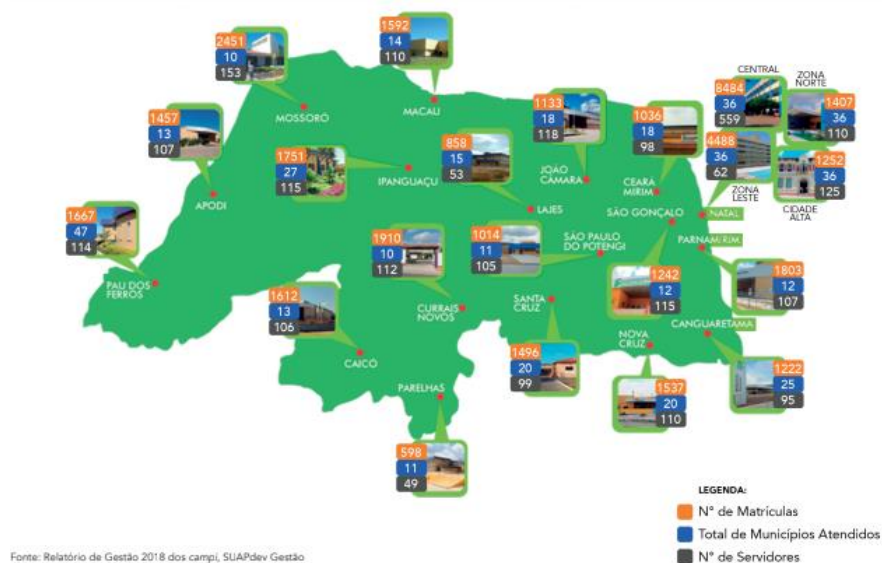 1592
14
110
MACAU
2451
10
153
MOSSORÓ
1457
13
107
APODI
1667
47
114
PAU DOS
FERROS
1751
27
115
IPANGUAÇU
858
15
53
LAJES
1133
18
118
JOÃO
CÂMARA
1036
18
98
CEARÁ
MIRIM
CENTRAL
8484
36
559
ZONA
NORTE
1407
36
110
4488
36
62
ZONA
LESTE
1252
36
125
CIDADE
ALTA
NATAL
SÃO GONÇALO
1242
12
115
PARNAMIRIM
1803
12
107
1014
11
105
SÃO PAULO
DO POTENGI
1910
10
112
CURRAIS
NOVOS
1612
13
106
CAICÓ
SANTA
CRUZ
1496
20
99
NOVA
CRUZ
1537
20
110
CANGUARETAMA
1222
25
95
PARELHAS
598
11
49
LEGENDA:
N° de Matrículas
Total de Municípios Atendidos
N° de Servidores
Fonte: Relatório de Gestão 2018 dos campi, SUAPdev Gestão